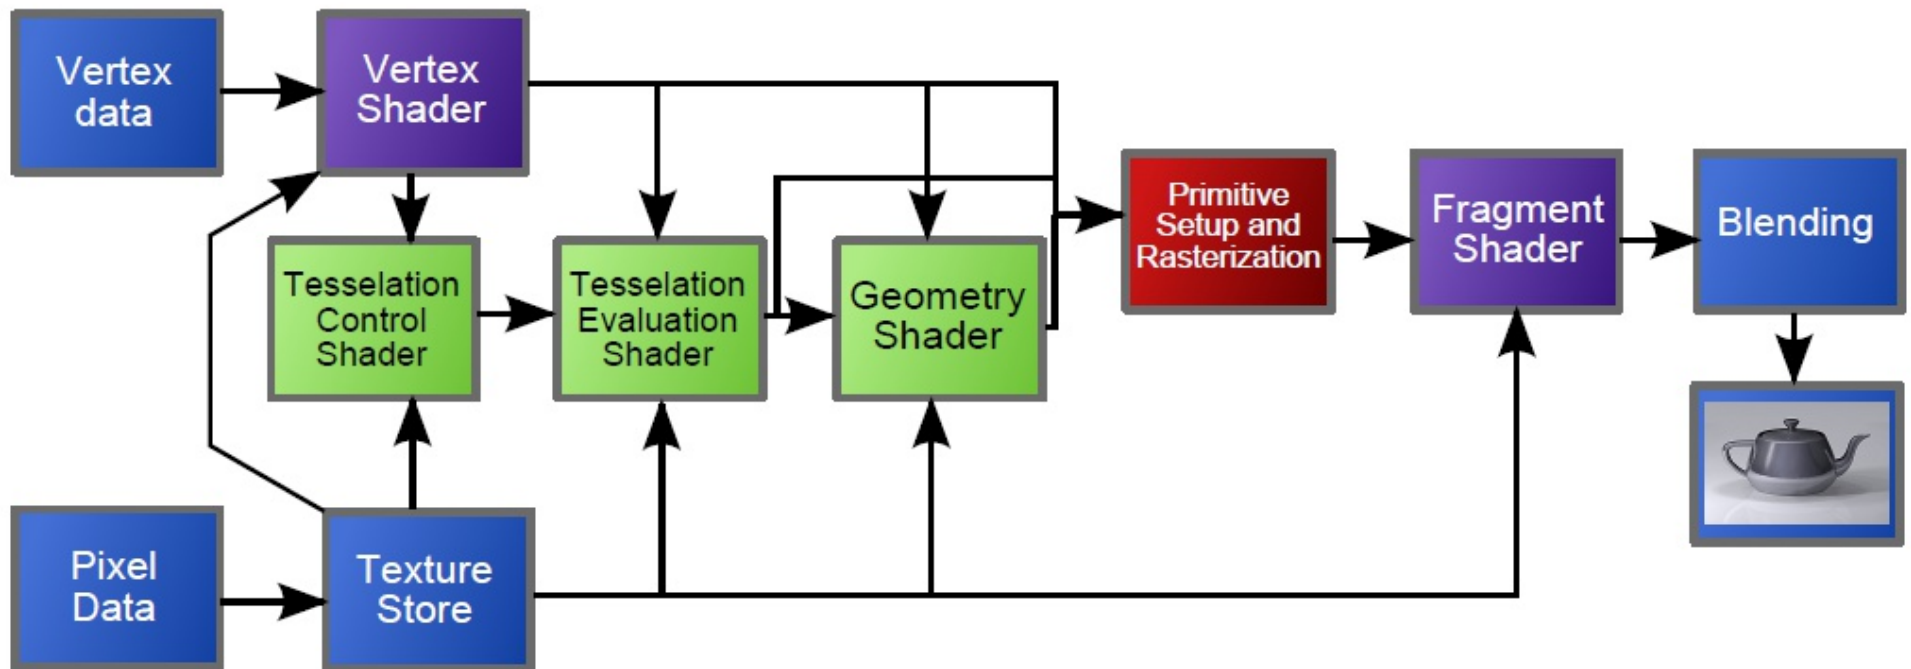 Vertex
data
Vertex
Shader
Tesselation
Control
Shader
Tesselation
Evaluation
Shader
Geometry
Shader
Primitive
Setup and
Rasterization
Fragment
Shader
Blending
Pixel
Data
Texture
Store